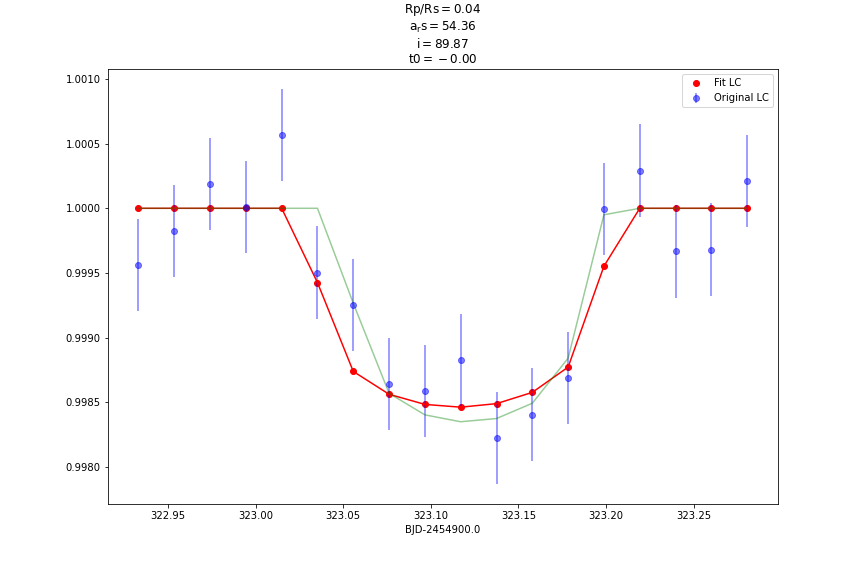 Rp/Rs = 0.04
aᵣs = 54.36
i = 89.87
t0 = − 0.00
Fit LC
Original LC
1.0010
1.0005
1.0000
0.9995
0.9990
0.9985
0.9980
322.95 323.00 323.05 323.10 323.15 323.20 323.25
BJD-2454900.0